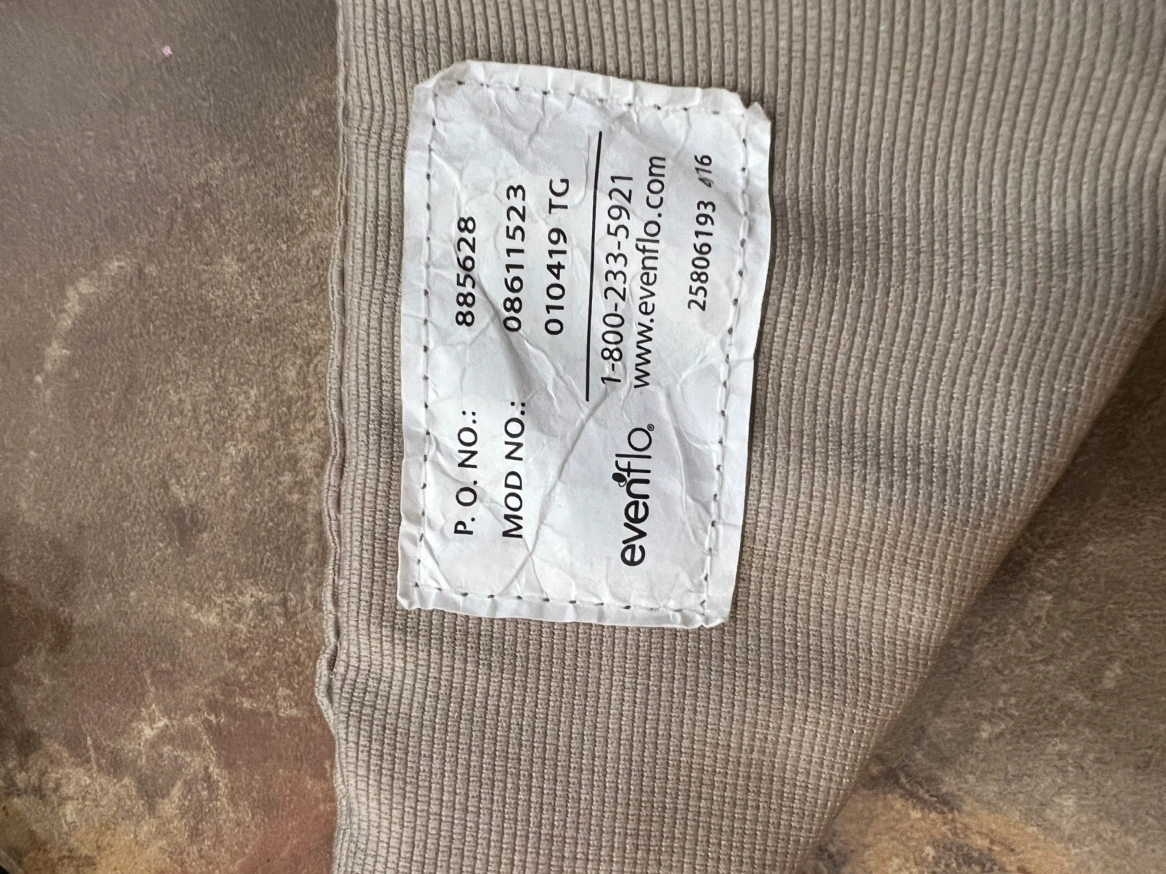 P. O. NO.: 885628
MOD NO.: 08611523
010419 TG
evenflo® 1-800-233-5921
www.evenflo.com
25806193 416